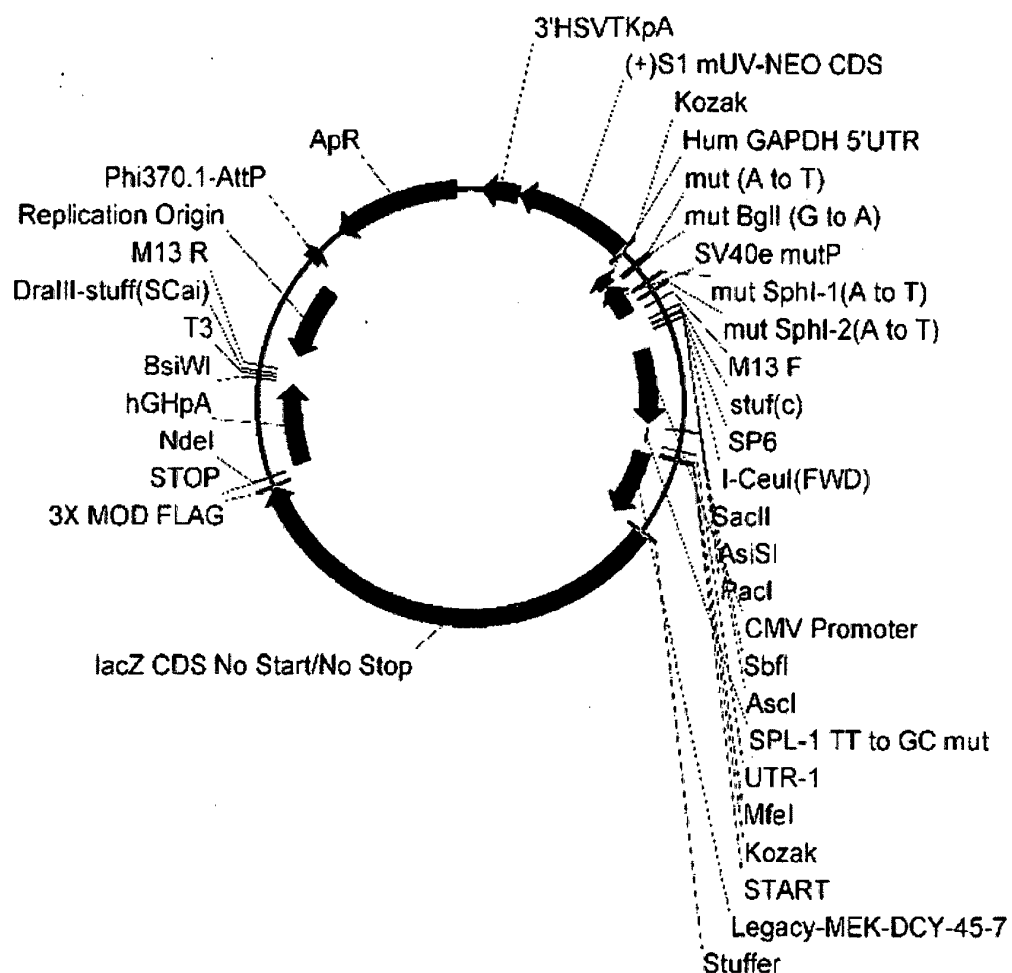 3'HSVTKpA
(+)S1 mUV-NEO CDS
Kozak
Hum GAPDH 5'UTR
mut (A to T)
mut BglI (G to A)
SV40e mutP
mut SphI-1(A to T)
mut SphI-2(A to T)
M13 F
stuf(c)
SP6
I-CeuI(FWD)
SacII
AsiSI
PacI
CMV Promoter
SbfI
AscI
SPL-1 TT to GC mut
UTR-1
MfeI
Kozak
START
Legacy-MEK-DCY-45-7
Stuffer
lacZ CDS No Start/No Stop
3X MOD FLAG
STOP
NdeI
hGHpA
BsiWI
T3
DraIII-stuff(SCai)
M13 R
Replication Origin
Phi370.1-AttP
ApR